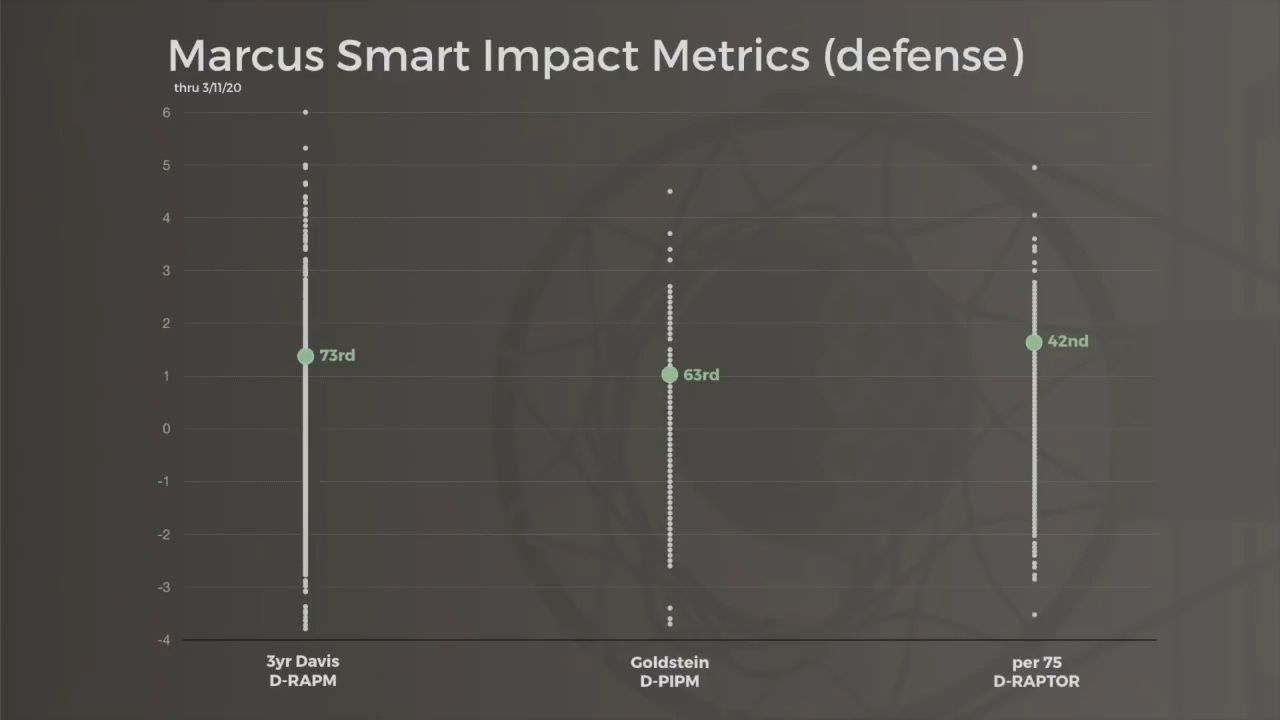 Marcus Smart Impact Metrics (defense)
thru 3/11/20
6
5
4
3
2
1
0
-1
-2
-3
-4
73rd
63rd
42nd
3yr Davis
D-RAPM
Goldstein
D-PIPM
per 75
D-RAPTOR